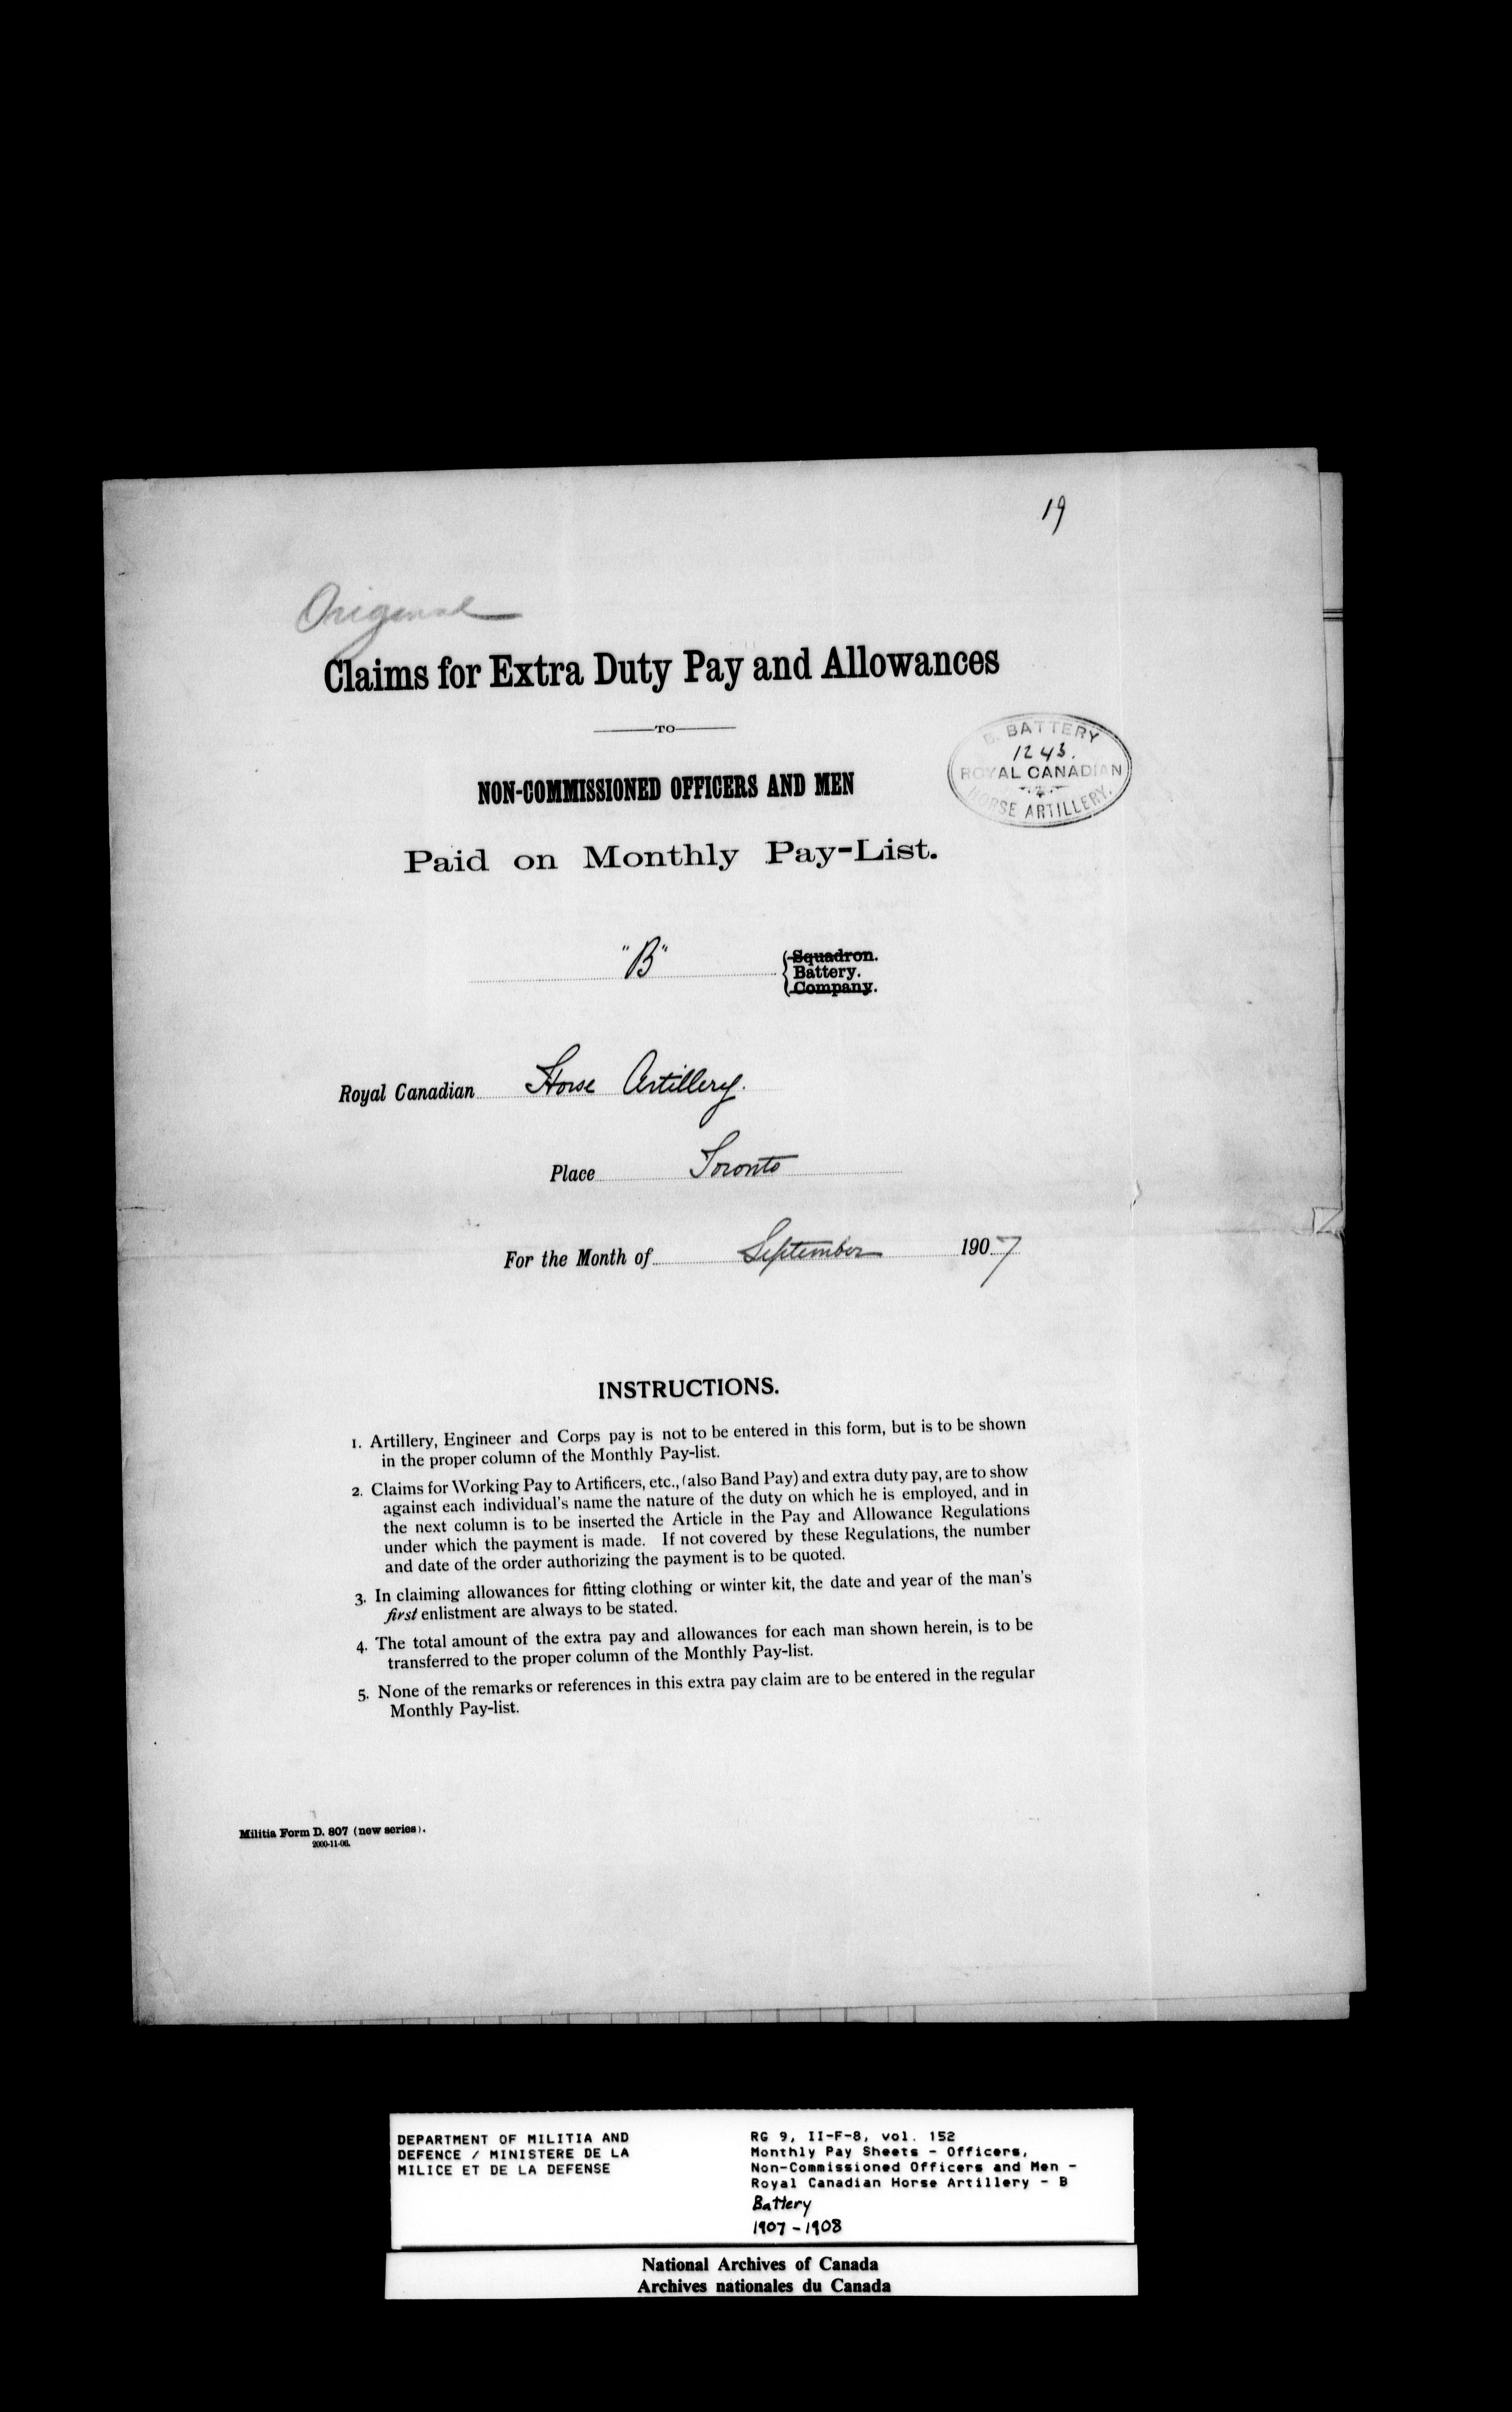 19
Original
Claims for Extra Duty Pay and Allowances
TO
NON-COMMISSIONED OFFICERS AND MEN
B. BATTERY
1243.
ROYAL CANADIAN
HORSE ARTILLERY.
Paid on Monthly Pay-List.
"B" Squadron.
Battery.
Company.
Royal Canadian Horse Artillery.
Place Toronto
For the Month of September 1907
INSTRUCTIONS.
1. Artillery, Engineer and Corps pay is not to be entered in this form, but is to be shown
in the proper column of the Monthly Pay-list.
2. Claims for Working Pay to Artificers, etc., (also Band Pay) and extra duty pay, are to show
against each individual's name the nature of the duty on which he is employed, and in
the next column is to be inserted the Article in the Pay and Allowance Regulations
under which the payment is made. If not covered by these Regulations, the number
and date of the order authorizing the payment is to be quoted.
3. In claiming allowances for fitting clothing or winter kit, the date and year of the man's
first enlistment are always to be stated.
4. The total amount of the extra pay and allowances for each man shown herein, is to be
transferred to the proper column of the Monthly Pay-list.
5. None of the remarks or references in this extra pay claim are to be entered in the regular
Monthly Pay-list.
Militia Form D. 807 (new series).
2000-11-06.
DEPARTMENT OF MILITIA AND
DEFENCE / MINISTERE DE LA
MILICE ET DE LA DEFENSE
RG 9, II-F-8, vol. 152
Monthly Pay Sheets - Officers,
Non-Commissioned Officers and Men -
Royal Canadian Horse Artillery - B
Battery
1907-1908
National Archives of Canada
Archives nationales du Canada